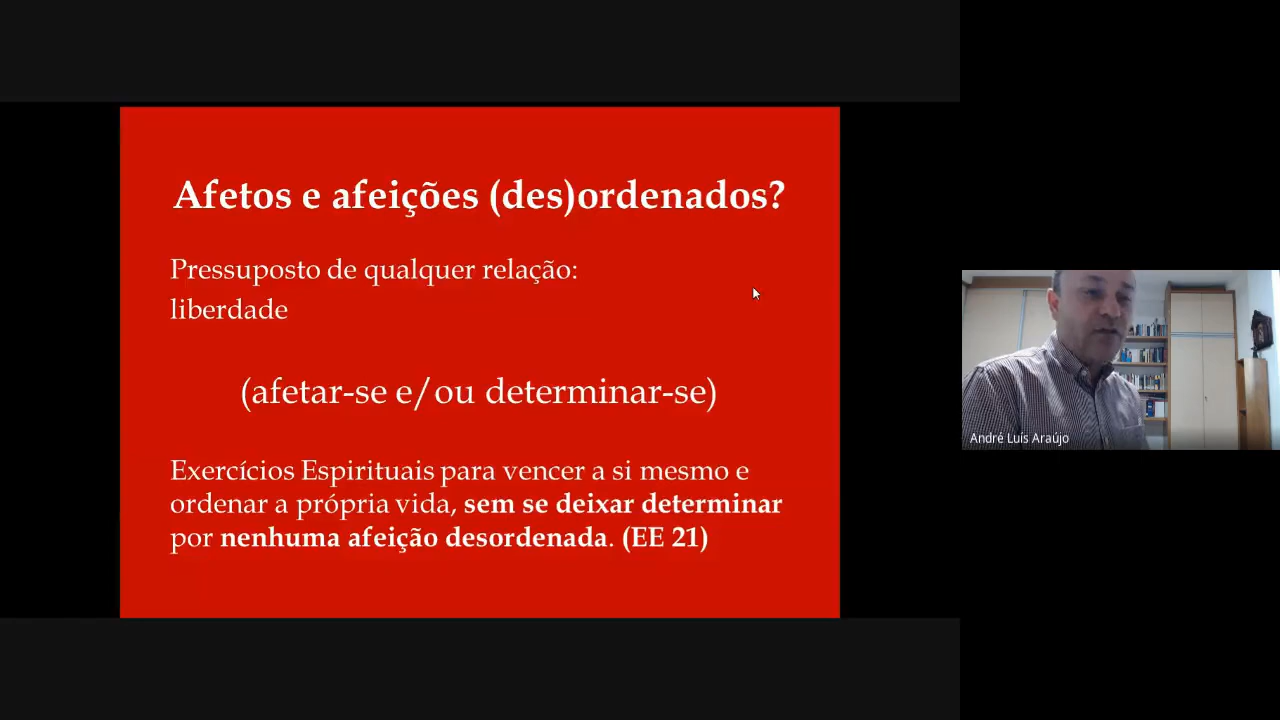 Afetos e afeições (des)ordenados?
Pressuposto de qualquer relação:
liberdade
(afetar-se e/ou determinar-se)
Exercícios Espirituais para vencer a si mesmo e
ordenar a própria vida, sem se deixar determinar
por nenhuma afeição desordenada. (EE 21)
André Luís Araújo